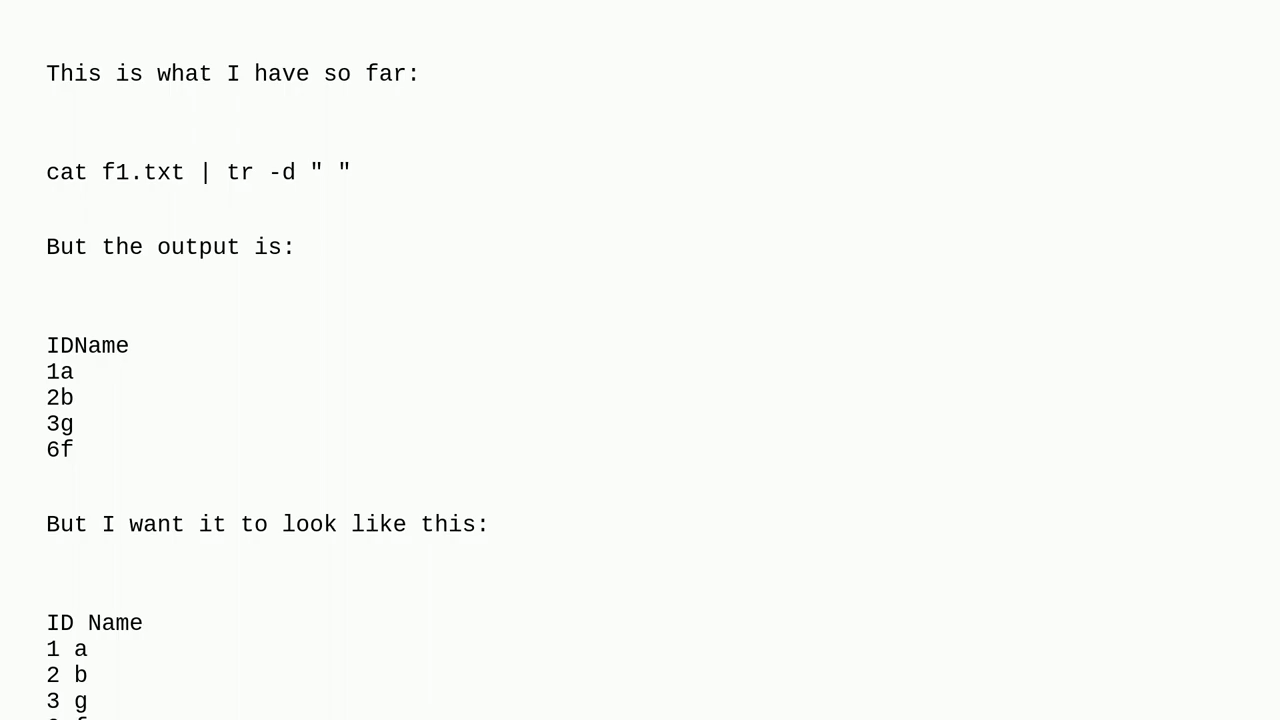 This is what I have so far:
cat f1.txt | tr -d " "
But the output is:
IDName
1a
2b
3g
6f
But I want it to look like this:
ID Name
1 a
2 b
3 g